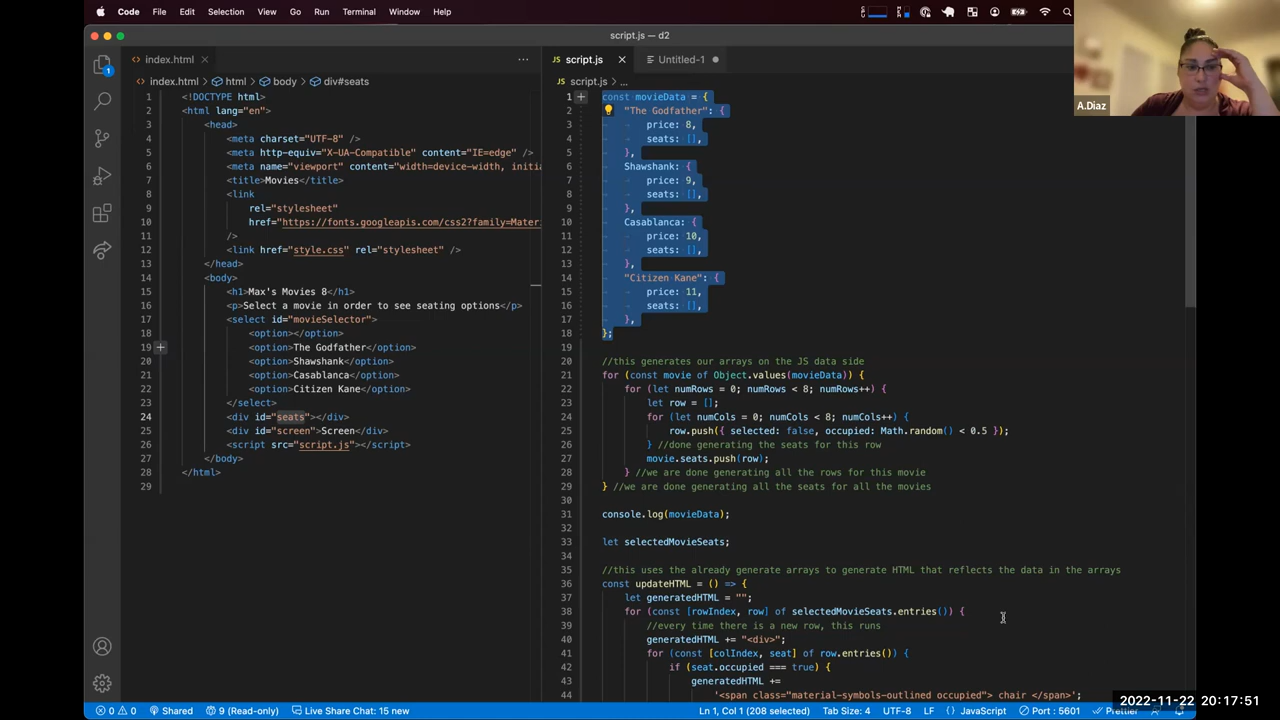 Code File Edit Selection View Go Run Terminal Window Help
script.js — d2
A.Diaz
1
index.html
index.html > html > body > div#seats
1 <!DOCTYPE html>
2 <html lang="en">
3 <head>
4 <meta charset="UTF-8" />
5 <meta http-equiv="X-UA-Compatible" content="IE=edge" />
6 <meta name="viewport" content="width=device-width, initia
7 <title>Movies</title>
8 <link
9 rel="stylesheet"
10 href="https://fonts.googleapis.com/css2?family=Mater
11 />
12 <link href="style.css" rel="stylesheet" />
13 </head>
14 <body>
15 <h1>Max's Movies 8</h1>
16 <p>Select a movie in order to see seating options</p>
17 <select id="movieSelector">
18 <option></option>
19 <option>The Godfather</option>
20 <option>Shawshank</option>
21 <option>Casablanca</option>
22 <option>Citizen Kane</option>
23 </select>
24 <div id="seats"></div>
25 <div id="screen">Screen</div>
26 <script src="script.js"></script>
27 </body>
28 </html>
29
JS script.js Untitled-1
JS script.js > ...
1 const movieData = {
2 "The Godfather": {
3 price: 8,
4 seats: [],
5 },
6 Shawshank: {
7 price: 9,
8 seats: [],
9 },
10 Casablanca: {
11 price: 10,
12 seats: [],
13 },
14 "Citizen Kane": {
15 price: 11,
16 seats: [],
17 },
18 };
19
20 //this generates our arrays on the JS data side
21 for (const movie of Object.values(movieData)) {
22 for (let numRows = 0; numRows < 8; numRows++) {
23 let row = [];
24 for (let numCols = 0; numCols < 8; numCols++) {
25 row.push({ selected: false, occupied: Math.random() < 0.5 });
26 } //done generating the seats for this row
27 movie.seats.push(row);
28 } //we are done generating all the rows for this movie
29 } //we are done generating all the seats for all the movies
30
31 console.log(movieData);
32
33 let selectedMovieSeats;
34
35 //this uses the already generate arrays to generate HTML that reflects the data in the arrays
36 const updateHTML = () => {
37 let generatedHTML = "";
38 for (const [rowIndex, row] of selectedMovieSeats.entries()) {
39 //every time there is a new row, this runs
40 generatedHTML += "<div>";
41 for (const [colIndex, seat] of row.entries()) {
42 if (seat.occupied === true) {
43 generatedHTML +=
44 '<span class="material-symbols-outlined occupied"> chair </span>';
2022-11-22 20:17:51
0 0 Shared 9 (Read-only) Live Share Chat: 15 new Ln 1, Col 1 (208 selected) Tab Size: 4 UTF-8 LF JavaScript Port : 5601 Prettier